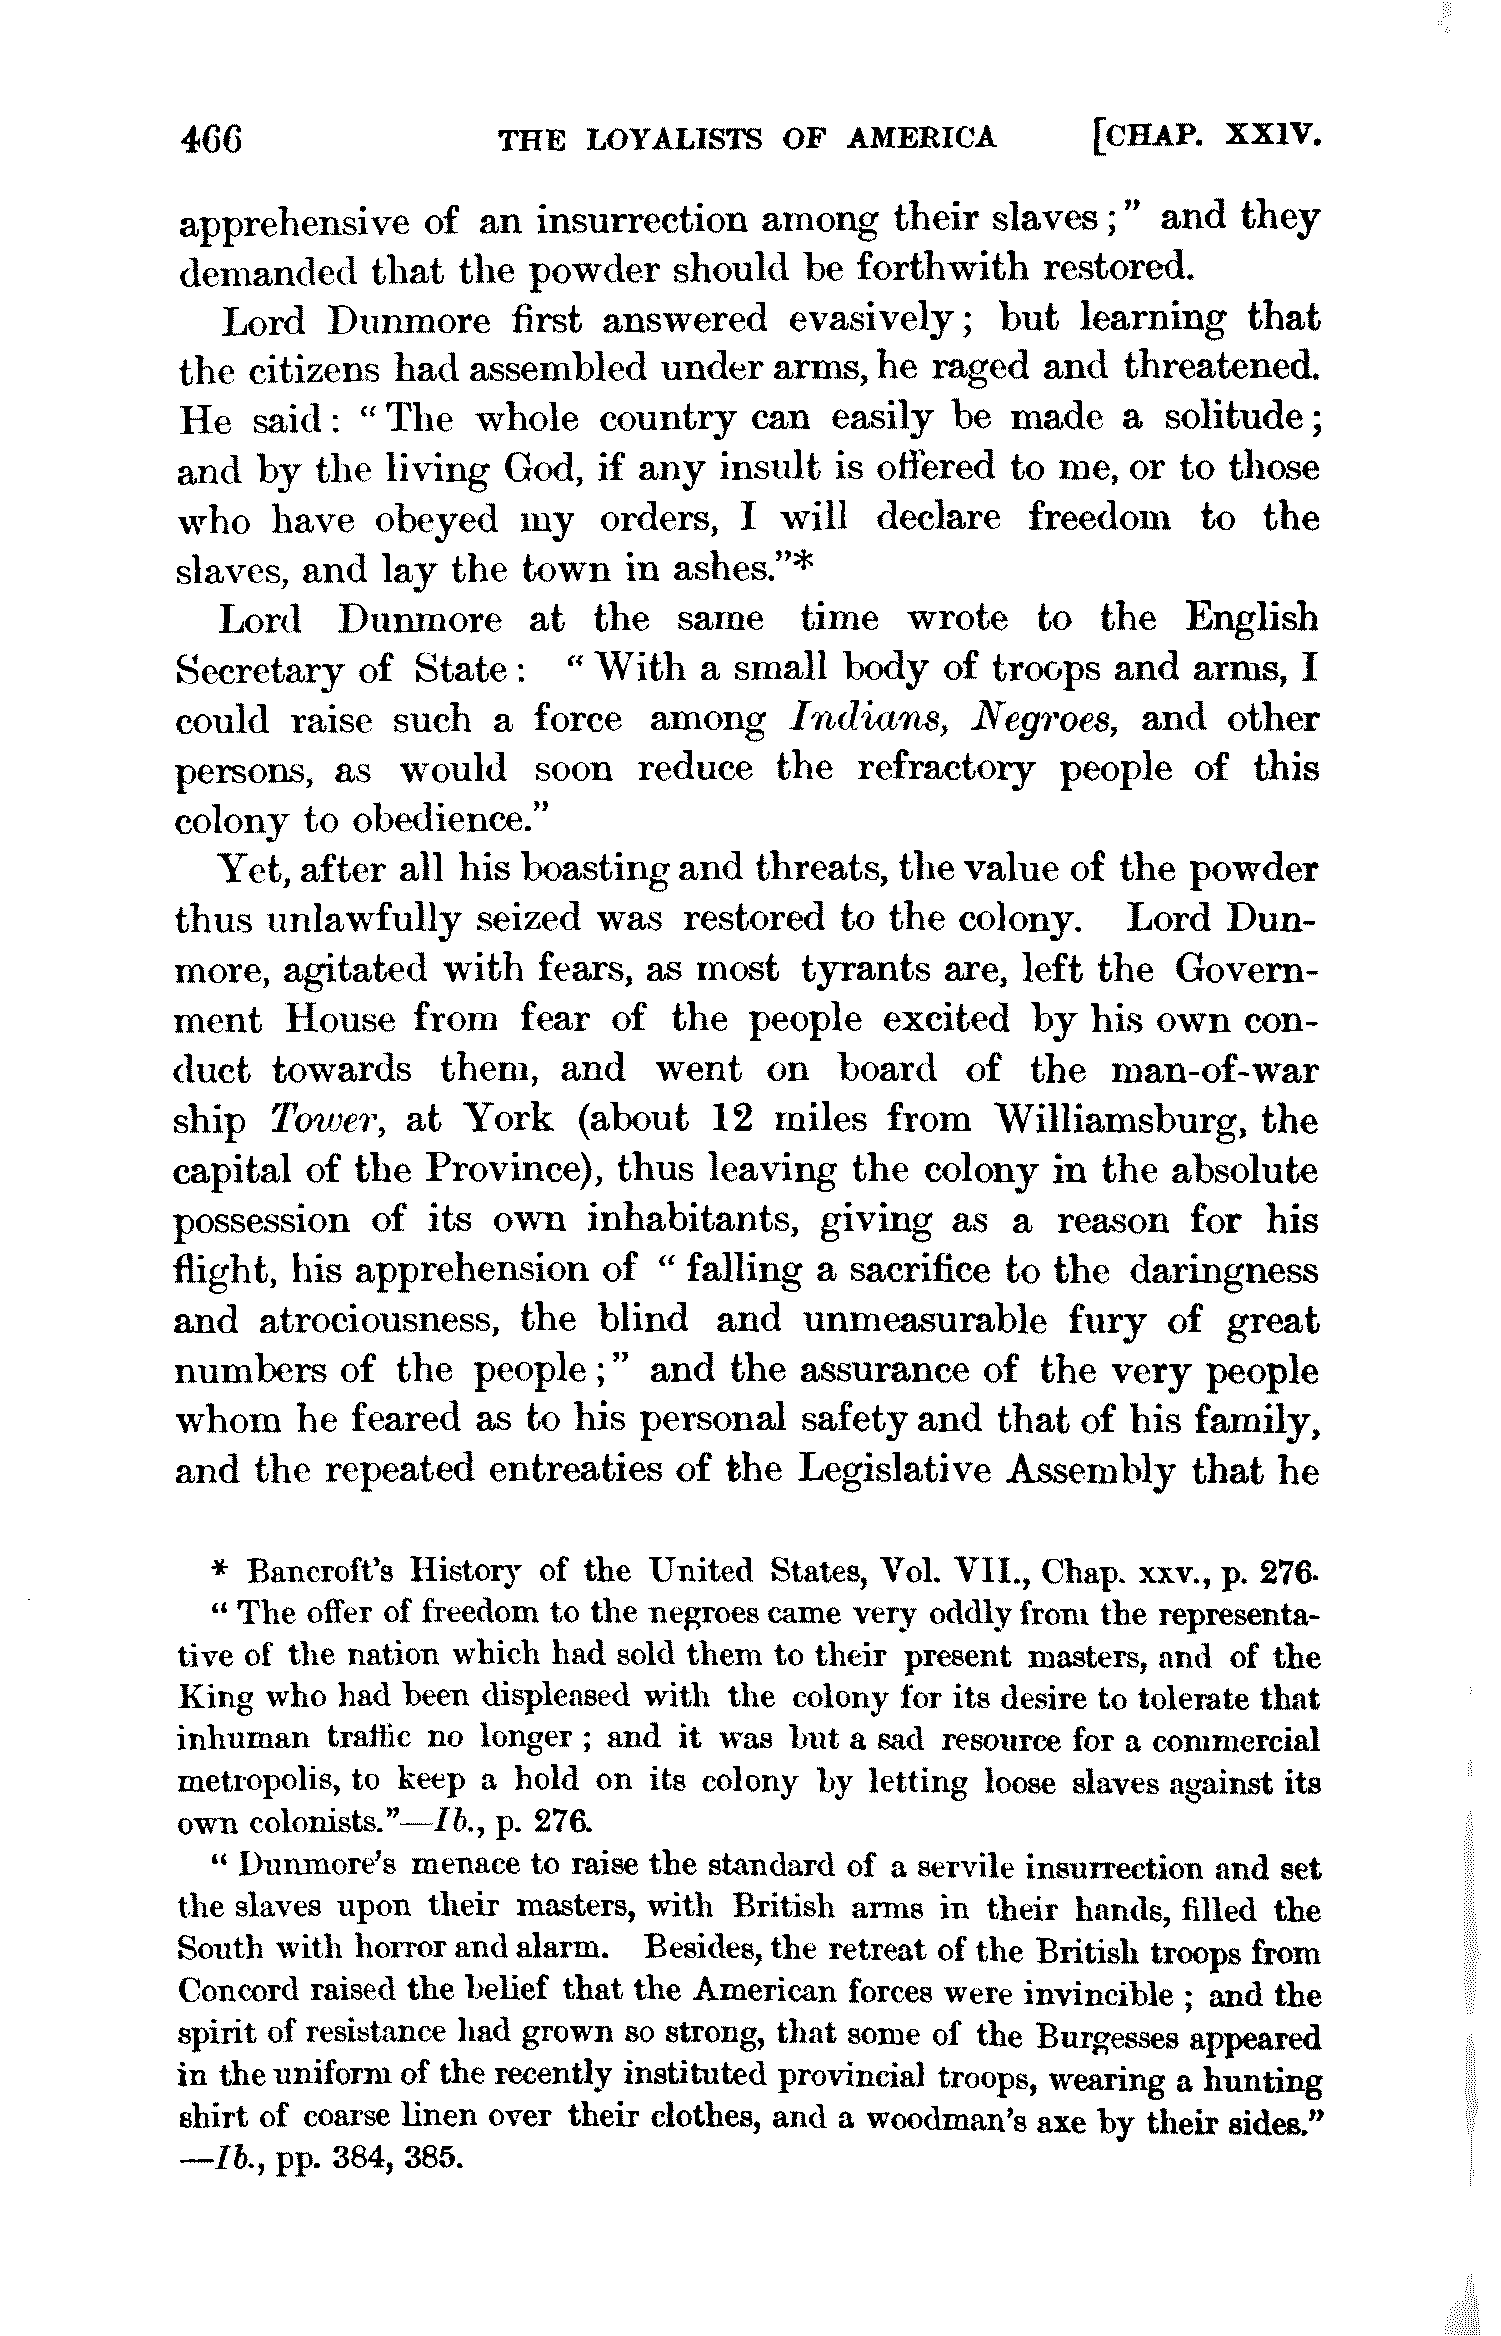 466 THE LOYALISTS OF AMERICA [CHAP. XXIV.
apprehensive of an insurrection among their slaves;" and they
demanded that the powder should be forthwith restored.
Lord Dunmore first answered evasively; but learning that
the citizens had assembled under arms, he raged and threatened.
He said: "The whole country can easily be made a solitude;
and by the living God, if any insult is offered to me, or to those
who have obeyed my orders, I will declare freedom to the
slaves, and lay the town in ashes."*
Lord Dunmore at the same time wrote to the English
Secretary of State: "With a small body of troops and arms, I
could raise such a force among Indians, Negroes, and other
persons, as would soon reduce the refractory people of this
colony to obedience."
Yet, after all his boasting and threats, the value of the powder
thus unlawfully seized was restored to the colony. Lord Dun-
more, agitated with fears, as most tyrants are, left the Govern-
ment House from fear of the people excited by his own con-
duct towards them, and went on board of the man-of-war
ship Tower, at York (about 12 miles from Williamsburg, the
capital of the Province), thus leaving the colony in the absolute
possession of its own inhabitants, giving as a reason for his
flight, his apprehension of "falling a sacrifice to the daringness
and atrociousness, the blind and unmeasurable fury of great
numbers of the people;" and the assurance of the very people
whom he feared as to his personal safety and that of his family,
and the repeated entreaties of the Legislative Assembly that he
* Bancroft's History of the United States, Vol. VII., Chap. xxv., p. 276.
"The offer of freedom to the negroes came very oddly from the representa-
tive of the nation which had sold them to their present masters, and of the
King who had been displeased with the colony for its desire to tolerate that
inhuman traffic no longer; and it was but a sad resource for a commercial
metropolis, to keep a hold on its colony by letting loose slaves against its
own colonists."—Ib., p. 276.
"Dunmore's menace to raise the standard of a servile insurrection and set
the slaves upon their masters, with British arms in their hands, filled the
South with horror and alarm. Besides, the retreat of the British troops from
Concord raised the belief that the American forces were invincible; and the
spirit of resistance had grown so strong, that some of the Burgesses appeared
in the uniform of the recently instituted provincial troops, wearing a hunting
shirt of coarse linen over their clothes, and a woodman's axe by their sides."
—Ib., pp. 384, 385.